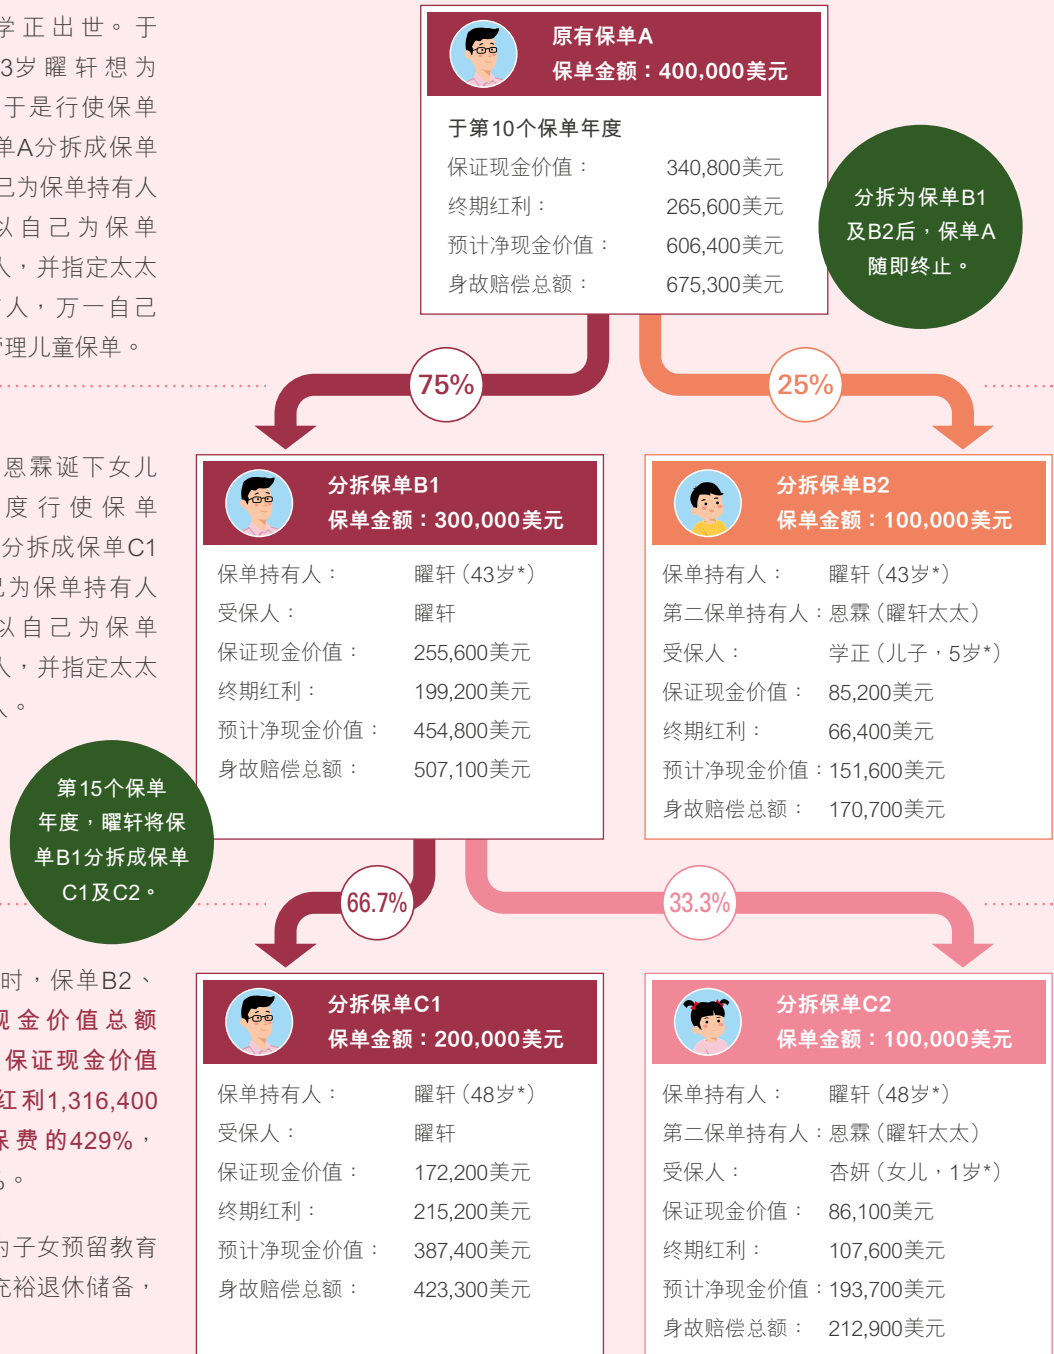 学正出世。于
3岁曜轩想为
于是行使保单
单A分拆成保单
己为保单持有人
以自己为保单
人，并指定太太
有人，万一自己
管理儿童保单。
原有保单A
保单金额：400,000美元
于第10个保单年度
保证现金价值： 340,800美元
终期红利： 265,600美元
预计净现金价值： 606,400美元
身故赔偿总额： 675,300美元
分拆为保单B1
及B2后，保单A
随即终止。
75%
25%
恩霖诞下女儿
度行使保单
分拆成保单C1
己为保单持有人
以自己为保单
人，并指定太太
人。
分拆保单B1
保单金额：300,000美元
保单持有人： 曜轩（43岁*）
受保人： 曜轩
保证现金价值： 255,600美元
终期红利： 199,200美元
预计净现金价值： 454,800美元
身故赔偿总额： 507,100美元
分拆保单B2
保单金额：100,000美元
保单持有人： 曜轩（43岁*）
第二保单持有人：恩霖（曜轩太太）
受保人： 学正（儿子，5岁*）
保证现金价值： 85,200美元
终期红利： 66,400美元
预计净现金价值：151,600美元
身故赔偿总额： 170,700美元
第15个保单
年度，曜轩将保
单B1分拆成保单
C1及C2。
66.7%
33.3%
时，保单B2、
现金价值总额
保证现金价值
红利1,316,400
保费的429%，
%。
为子女预留教育
充裕退休储备，
分拆保单C1
保单金额：200,000美元
保单持有人： 曜轩（48岁*）
受保人： 曜轩
保证现金价值： 172,200美元
终期红利： 215,200美元
预计净现金价值： 387,400美元
身故赔偿总额： 423,300美元
分拆保单C2
保单金额：100,000美元
保单持有人： 曜轩（48岁*）
第二保单持有人：恩霖（曜轩太太）
受保人： 杏妍（女儿，1岁*）
保证现金价值： 86,100美元
终期红利： 107,600美元
预计净现金价值：193,700美元
身故赔偿总额： 212,900美元